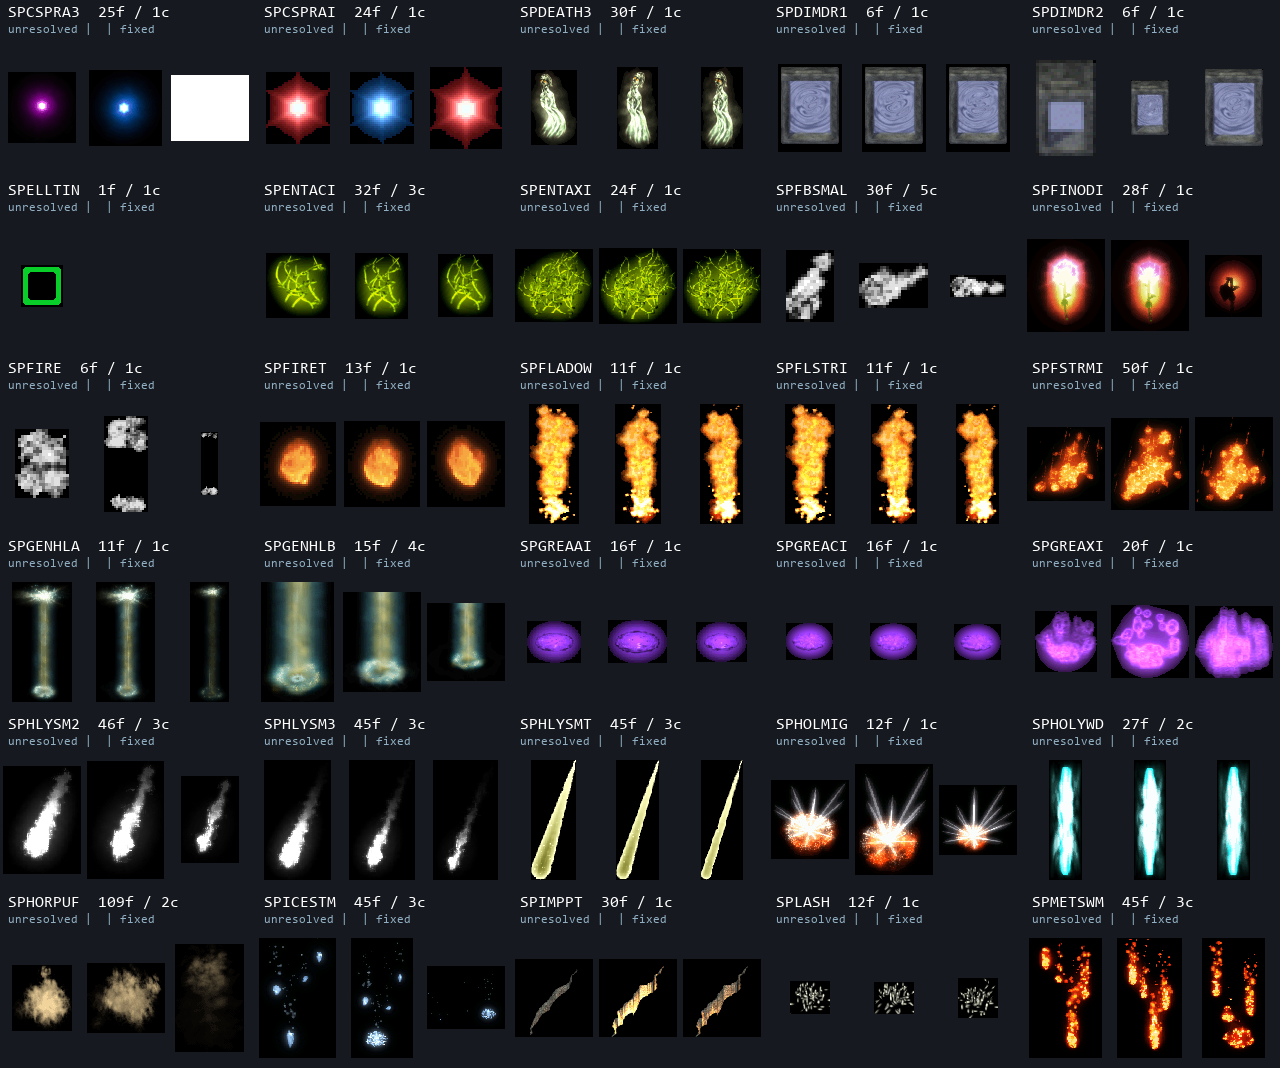 SPCSPRA3  25f / 1c
unresolved |  | fixed
SPCSPRAI  24f / 1c
unresolved |  | fixed
SPDEATH3  30f / 1c
unresolved |  | fixed
SPDIMDR1  6f / 1c
unresolved |  | fixed
SPDIMDR2  6f / 1c
unresolved |  | fixed
SPELLTIN  1f / 1c
unresolved |  | fixed
SPENTACI  32f / 3c
unresolved |  | fixed
SPENTAXI  24f / 1c
unresolved |  | fixed
SPFBSMAL  30f / 5c
unresolved |  | fixed
SPFINODI  28f / 1c
unresolved |  | fixed
SPFIRE  6f / 1c
unresolved |  | fixed
SPFIRET  13f / 1c
unresolved |  | fixed
SPFLADOW  11f / 1c
unresolved |  | fixed
SPFLSTRI  11f / 1c
unresolved |  | fixed
SPFSTRMI  50f / 1c
unresolved |  | fixed
SPGENHLA  11f / 1c
unresolved |  | fixed
SPGENHLB  15f / 4c
unresolved |  | fixed
SPGREAAI  16f / 1c
unresolved |  | fixed
SPGREACI  16f / 1c
unresolved |  | fixed
SPGREAXI  20f / 1c
unresolved |  | fixed
SPHLYSM2  46f / 3c
unresolved |  | fixed
SPHLYSM3  45f / 3c
unresolved |  | fixed
SPHLYSMT  45f / 3c
unresolved |  | fixed
SPHOLMIG  12f / 1c
unresolved |  | fixed
SPHOLYWD  27f / 2c
unresolved |  | fixed
SPHORPUF  109f / 2c
unresolved |  | fixed
SPICESTM  45f / 3c
unresolved |  | fixed
SPIMPPT  30f / 1c
unresolved |  | fixed
SPLASH  12f / 1c
unresolved |  | fixed
SPMETSWM  45f / 3c
unresolved |  | fixed